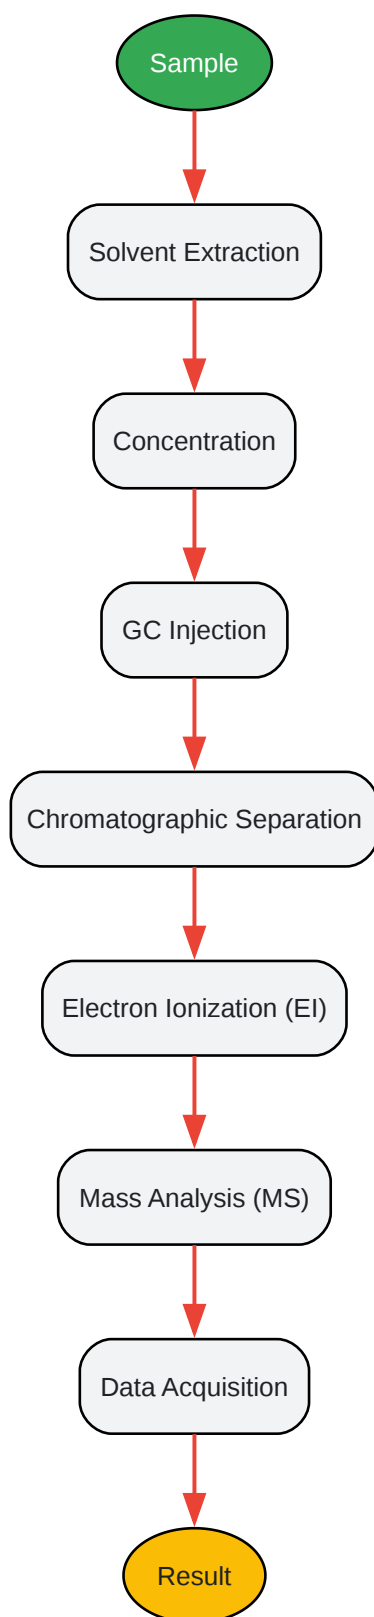 Sample
Solvent Extraction
Concentration
GC Injection
Chromatographic Separation
Electron Ionization (EI)
Mass Analysis (MS)
Data Acquisition
Result